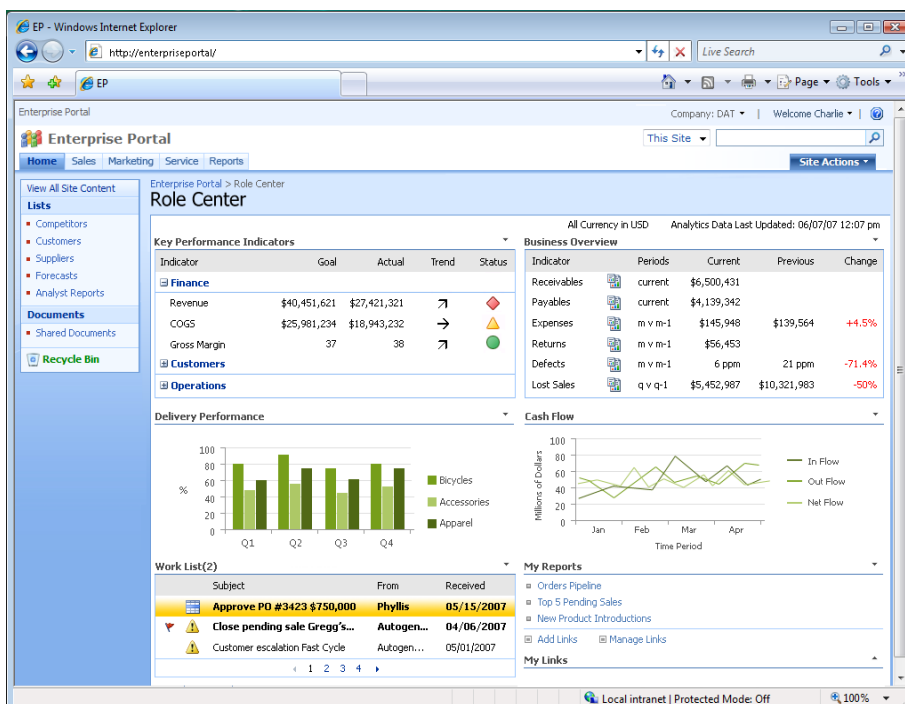 EP - Windows Internet Explorer
http://enterpriseportal/
Live Search
EP
Page
Tools
Enterprise Portal
Company: DAT | Welcome Charlie |
Enterprise Portal
This Site
Home Sales Marketing Service Reports
Site Actions
View All Site Content
Lists
Competitors
Customers
Suppliers
Forecasts
Analyst Reports
Documents
Shared Documents
Recycle Bin
Enterprise Portal > Role Center
Role Center
All Currency in USD Analytics Data Last Updated: 06/07/07 12:07 pm
Key Performance Indicators
Indicator Goal Actual Trend Status
Finance
Revenue $40,451,621 $27,421,321
COGS $25,981,234 $18,943,232
Gross Margin 37 38
Customers
Operations
Business Overview
Indicator Periods Current Previous Change
Receivables current $6,500,431
Payables current $4,139,342
Expenses m v m-1 $145,948 $139,564 +4.5%
Returns m v m-1 $56,453
Defects m v m-1 6 ppm 21 ppm -71.4%
Lost Sales q v q-1 $5,452,987 $10,321,983 -50%
Delivery Performance
100
80
60
40
20
0
%
Q1 Q2 Q3 Q4
Bicycles
Accessories
Apparel
Cash Flow
100
80
60
40
20
0
Millions of Dollars
Jan Feb Mar Apr
Time Period
In Flow
Out Flow
Net Flow
Work List(2)
Subject From Received
Approve PO #3423 $750,000 Phyllis 05/15/2007
Close pending sale Gregg's... Autogen... 04/06/2007
Customer escalation Fast Cycle Autogen... 05/01/2007
1 2 3 4
My Reports
Orders Pipeline
Top 5 Pending Sales
New Product Introductions
Add Links Manage Links
My Links
Local intranet | Protected Mode: Off
100%